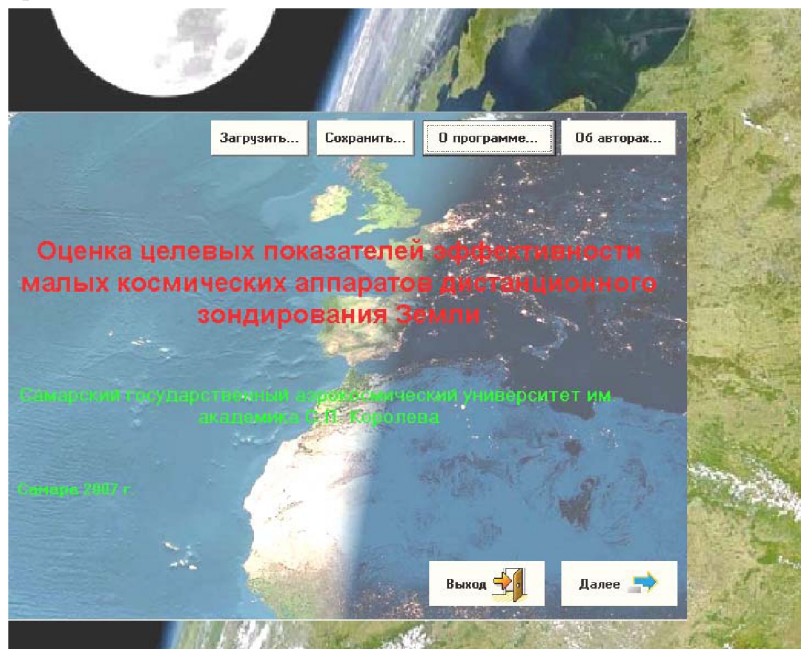 Загрузить...
Сохранить...
О программе...
Об авторах...
Оценка целевых показателей эффективности
малых космических аппаратов дистанционного
зондирования Земли
Самарский государственный аэрокосмический университет им.
академика С.П. Королева
Самара 2007 г.
Выход
Далее